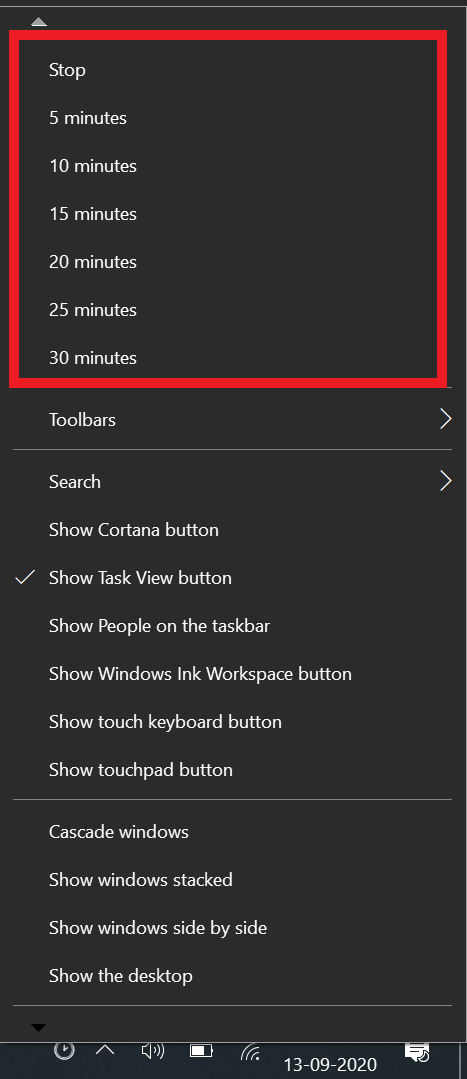 Stop
5 minutes
10 minutes
15 minutes
20 minutes
25 minutes
30 minutes
Toolbars
Search
Show Cortana button
Show Task View button
Show People on the taskbar
Show Windows Ink Workspace button
Show touch keyboard button
Show touchpad button
Cascade windows
Show windows stacked
Show windows side by side
Show the desktop
13-09-2020